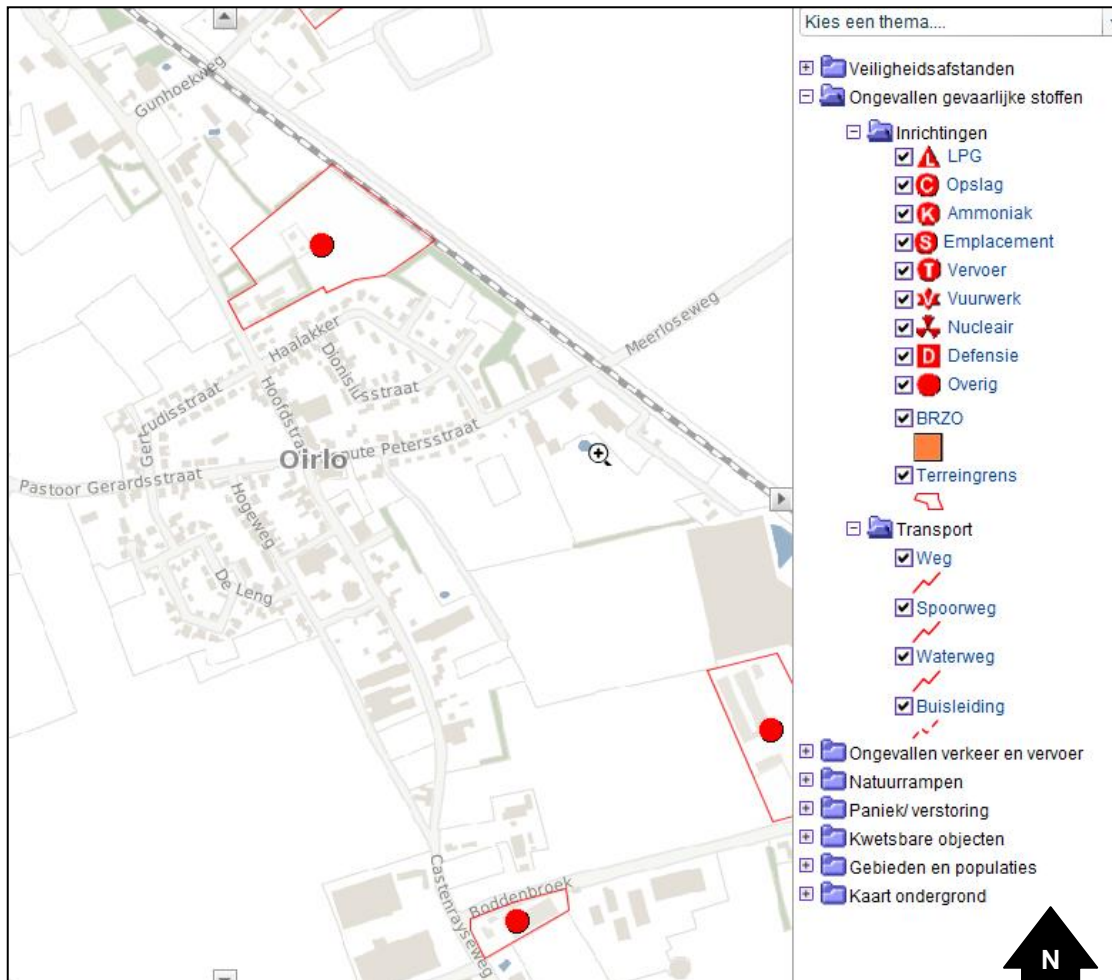 Gunhoekweg
Meerloseweg
Haalakker
Dionisiusstraat
Gertrudisstraat
Hoofdstraat
Oirlo
oute Petersstraat
Pastoor Gerardsstraat
Hogeweg
De Leng
Boddenbroek
Castenrayseweg
Kies een thema....
Veiligheidsafstanden
Ongevallen gevaarlijke stoffen
Inrichtingen
L LPG
C Opslag
K Ammoniak
S Emplacement
T Vervoer
Vuurwerk
Nucleair
D Defensie
Overig
BRZO
Terreingrens
Transport
Weg
Spoorweg
Waterweg
Buisleiding
Ongevallen verkeer en vervoer
Natuurrampen
Paniek/ verstoring
Kwetsbare objecten
Gebieden en populaties
Kaart ondergrond
N